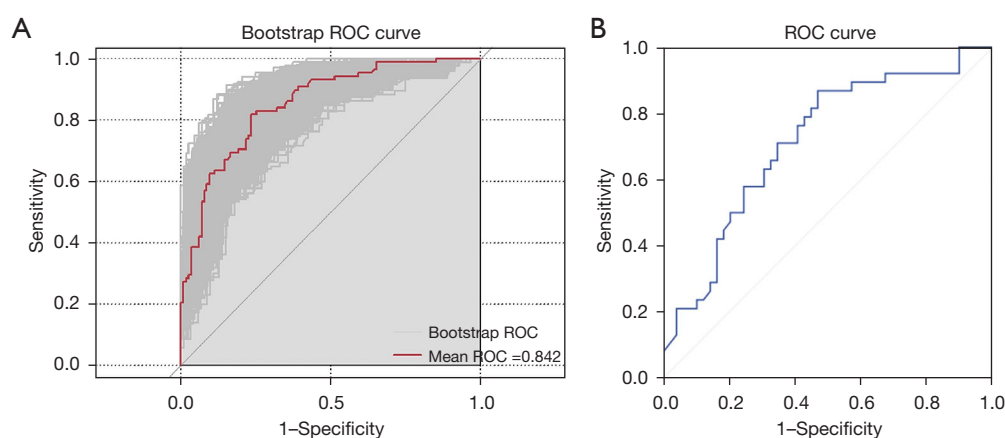 A
Bootstrap ROC curve
1.0
0.8
0.6
0.4
0.2
0.0
Sensitivity
Bootstrap ROC
Mean ROC =0.842
0.0 0.5 1.0
1–Specificity
B
ROC curve
1.0
0.8
0.6
0.4
0.2
0.0
Sensitivity
0.0 0.2 0.4 0.6 0.8 1.0
1–Specificity